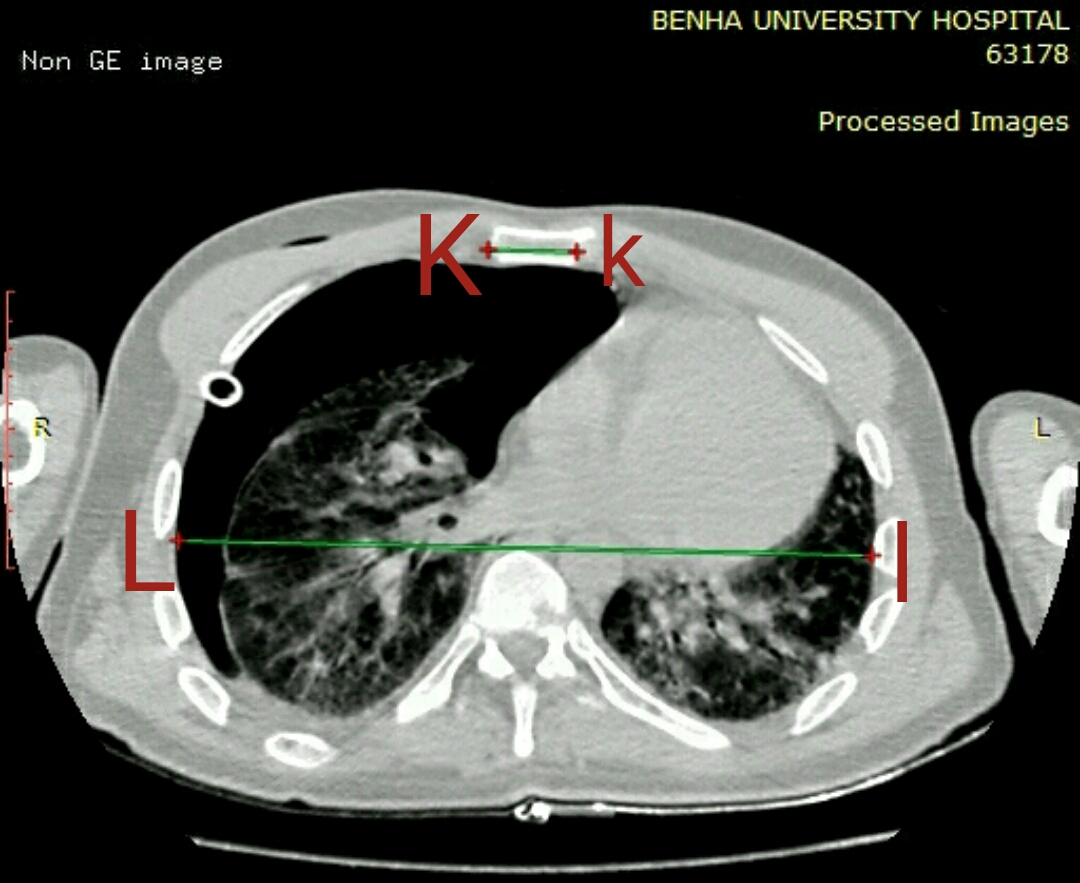 BENHA UNIVERSITY HOSPITAL
Non GE image
63178
Processed Images
K k
R
L
L l